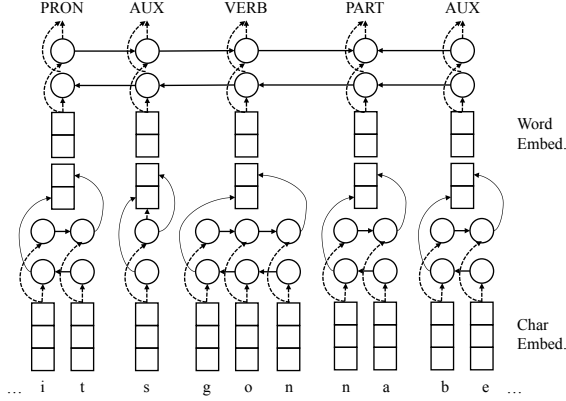 PRON AUX VERB PART AUX
Word
Embed.
Char
Embed.
... i t s g o n n a b e ...